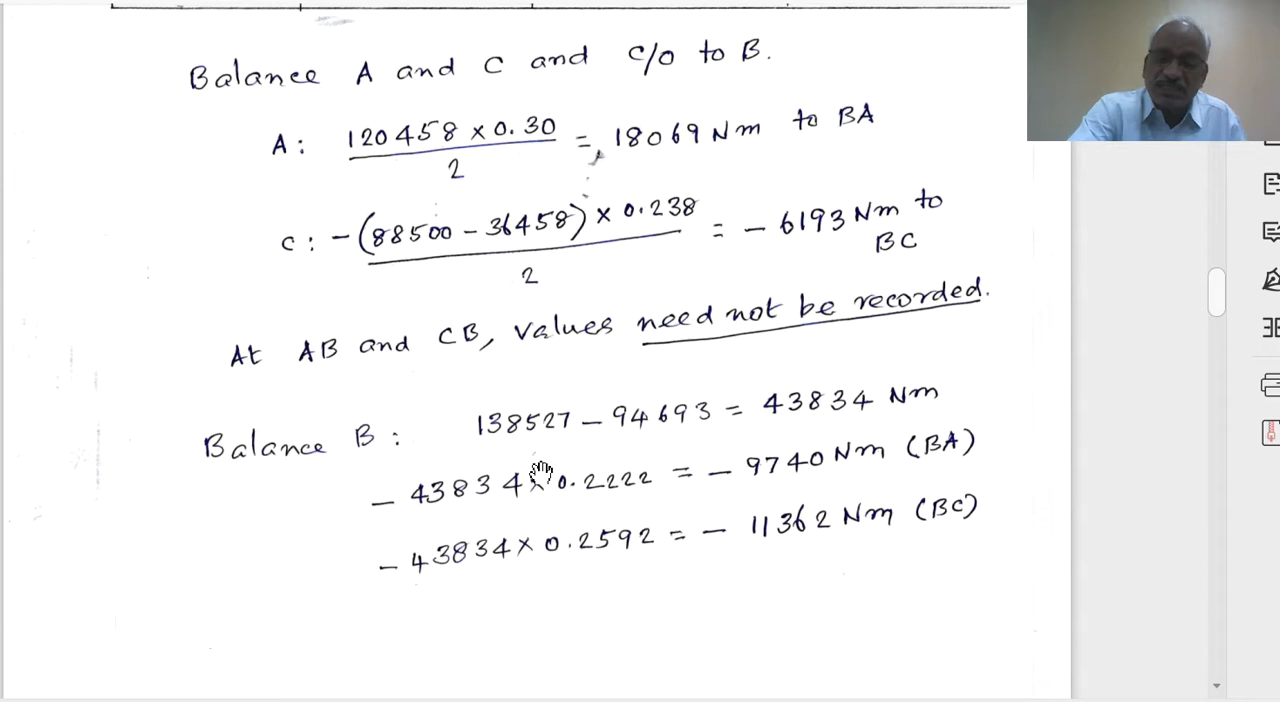 Balance A and C and C/O to B.
A: 120458 × 0.30 / 2 = 18069 Nm to BA
C: -(88500 - 36458) × 0.238 / 2 = - 6193 Nm to BC
At AB and CB, values need not be recorded.
Balance B: 138527 - 94693 = 43834 Nm
- 43834 × 0.2222 = - 9740 Nm (BA)
- 43834 × 0.2592 = - 11362 Nm (BC)